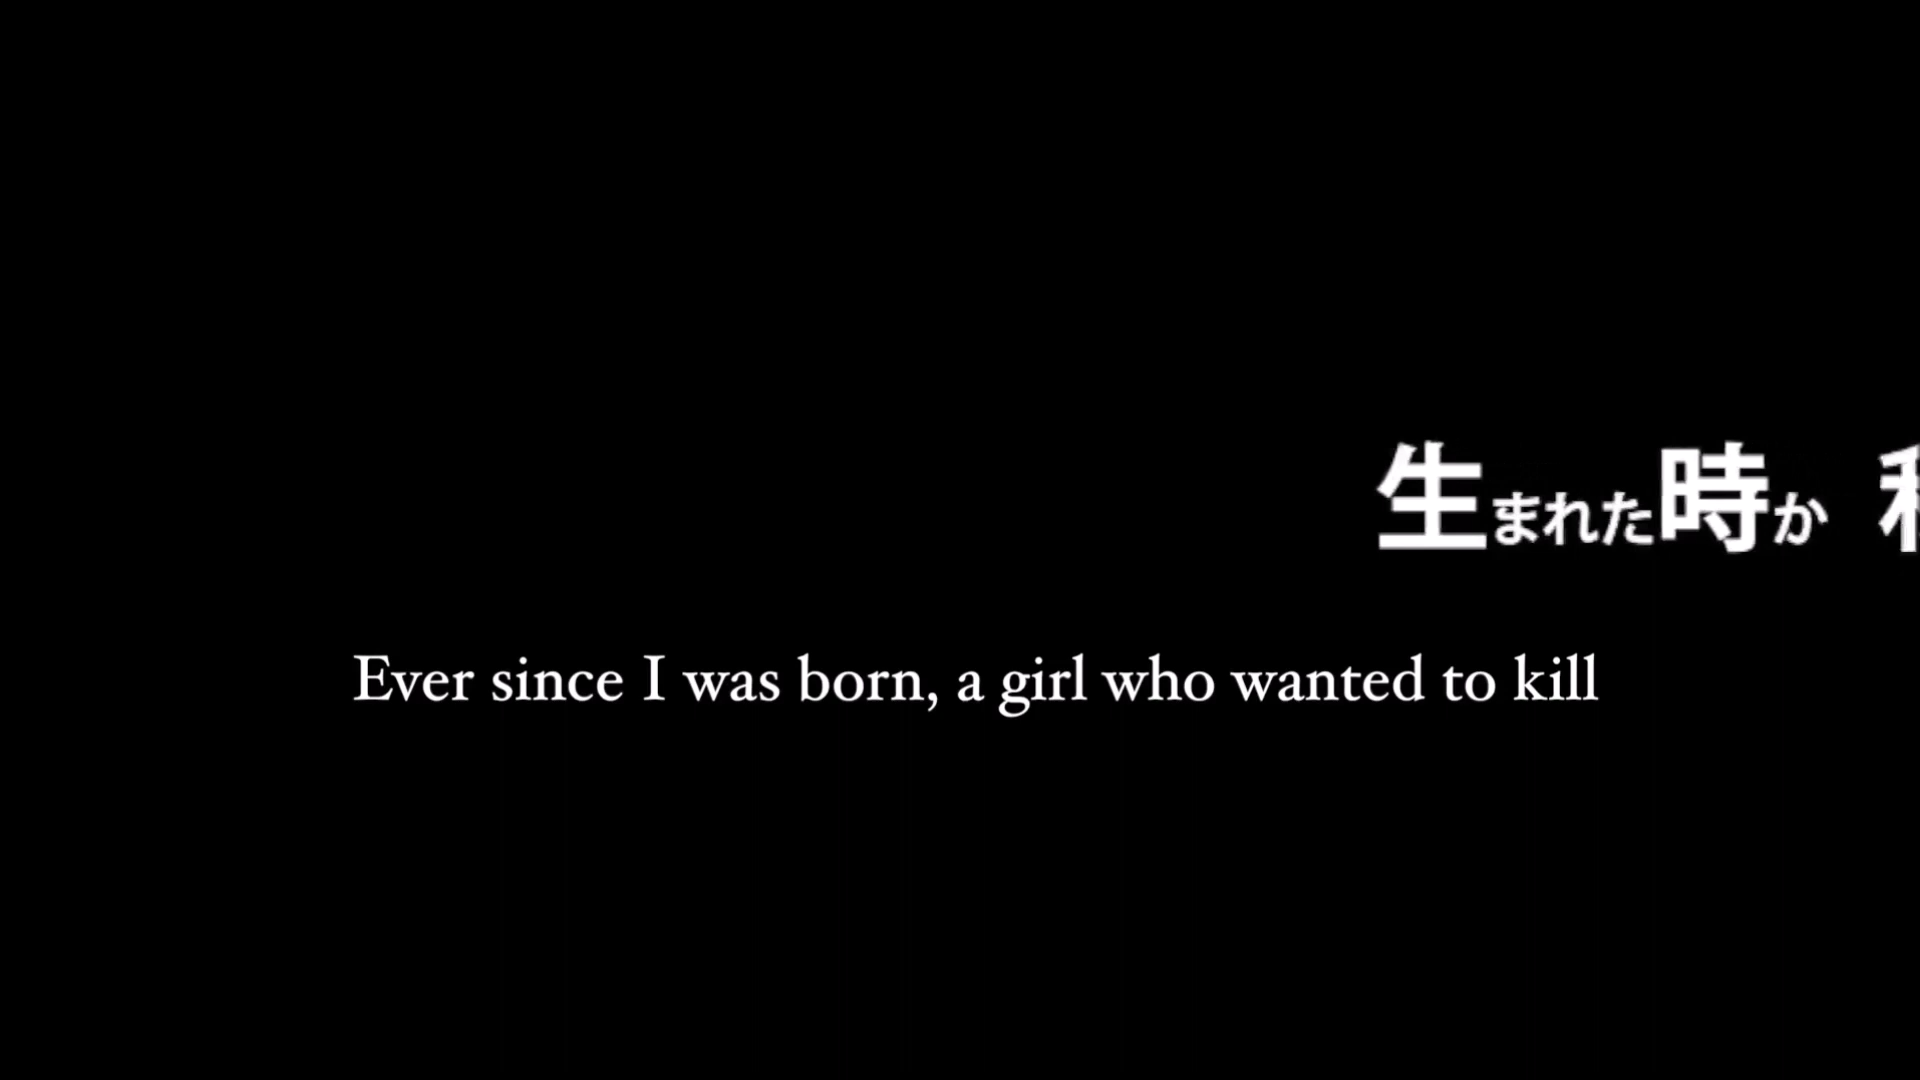 生まれた時か
Ever since I was born, a girl who wanted to kill